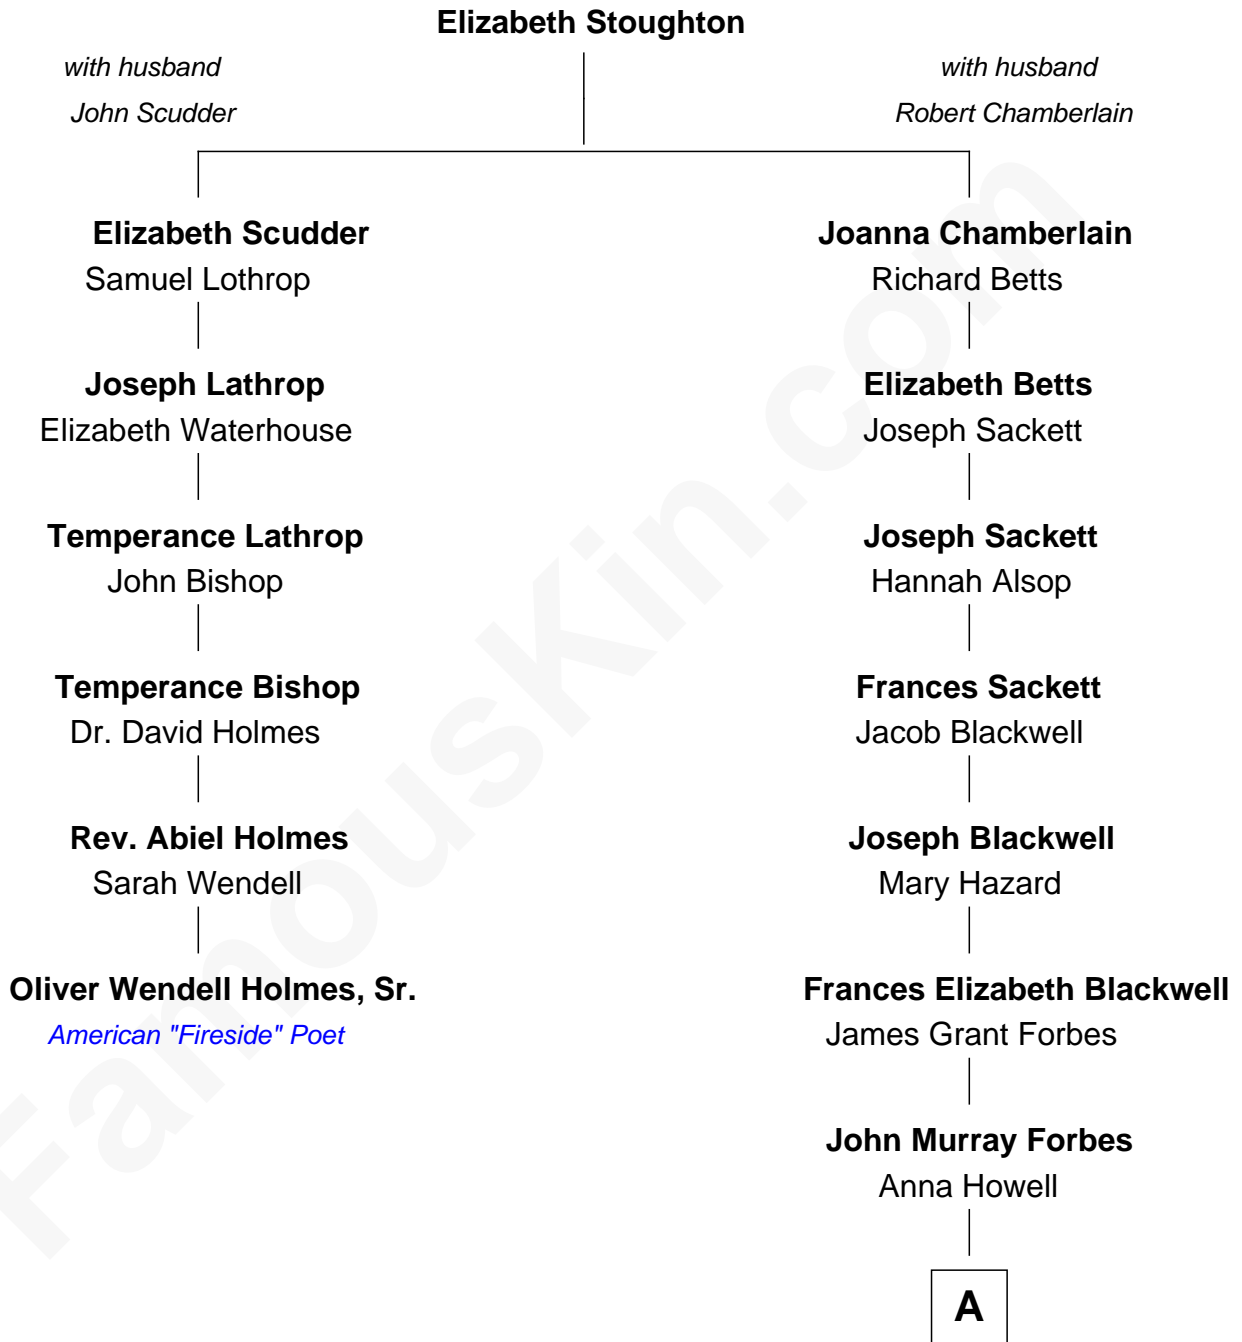 Elizabeth Stoughton
with husband
John Scudder
with husband
Robert Chamberlain
Elizabeth Scudder
Samuel Lothrop
Joanna Chamberlain
Richard Betts
Joseph Lathrop
Elizabeth Waterhouse
Elizabeth Betts
Joseph Sackett
Temperance Lathrop
John Bishop
Joseph Sackett
Hannah Alsop
Temperance Bishop
Dr. David Holmes
Frances Sackett
Jacob Blackwell
Rev. Abiel Holmes
Sarah Wendell
Joseph Blackwell
Mary Hazard
Oliver Wendell Holmes, Sr.
American "Fireside" Poet
Frances Elizabeth Blackwell
James Grant Forbes
John Murray Forbes
Anna Howell
A
FamousKin.com